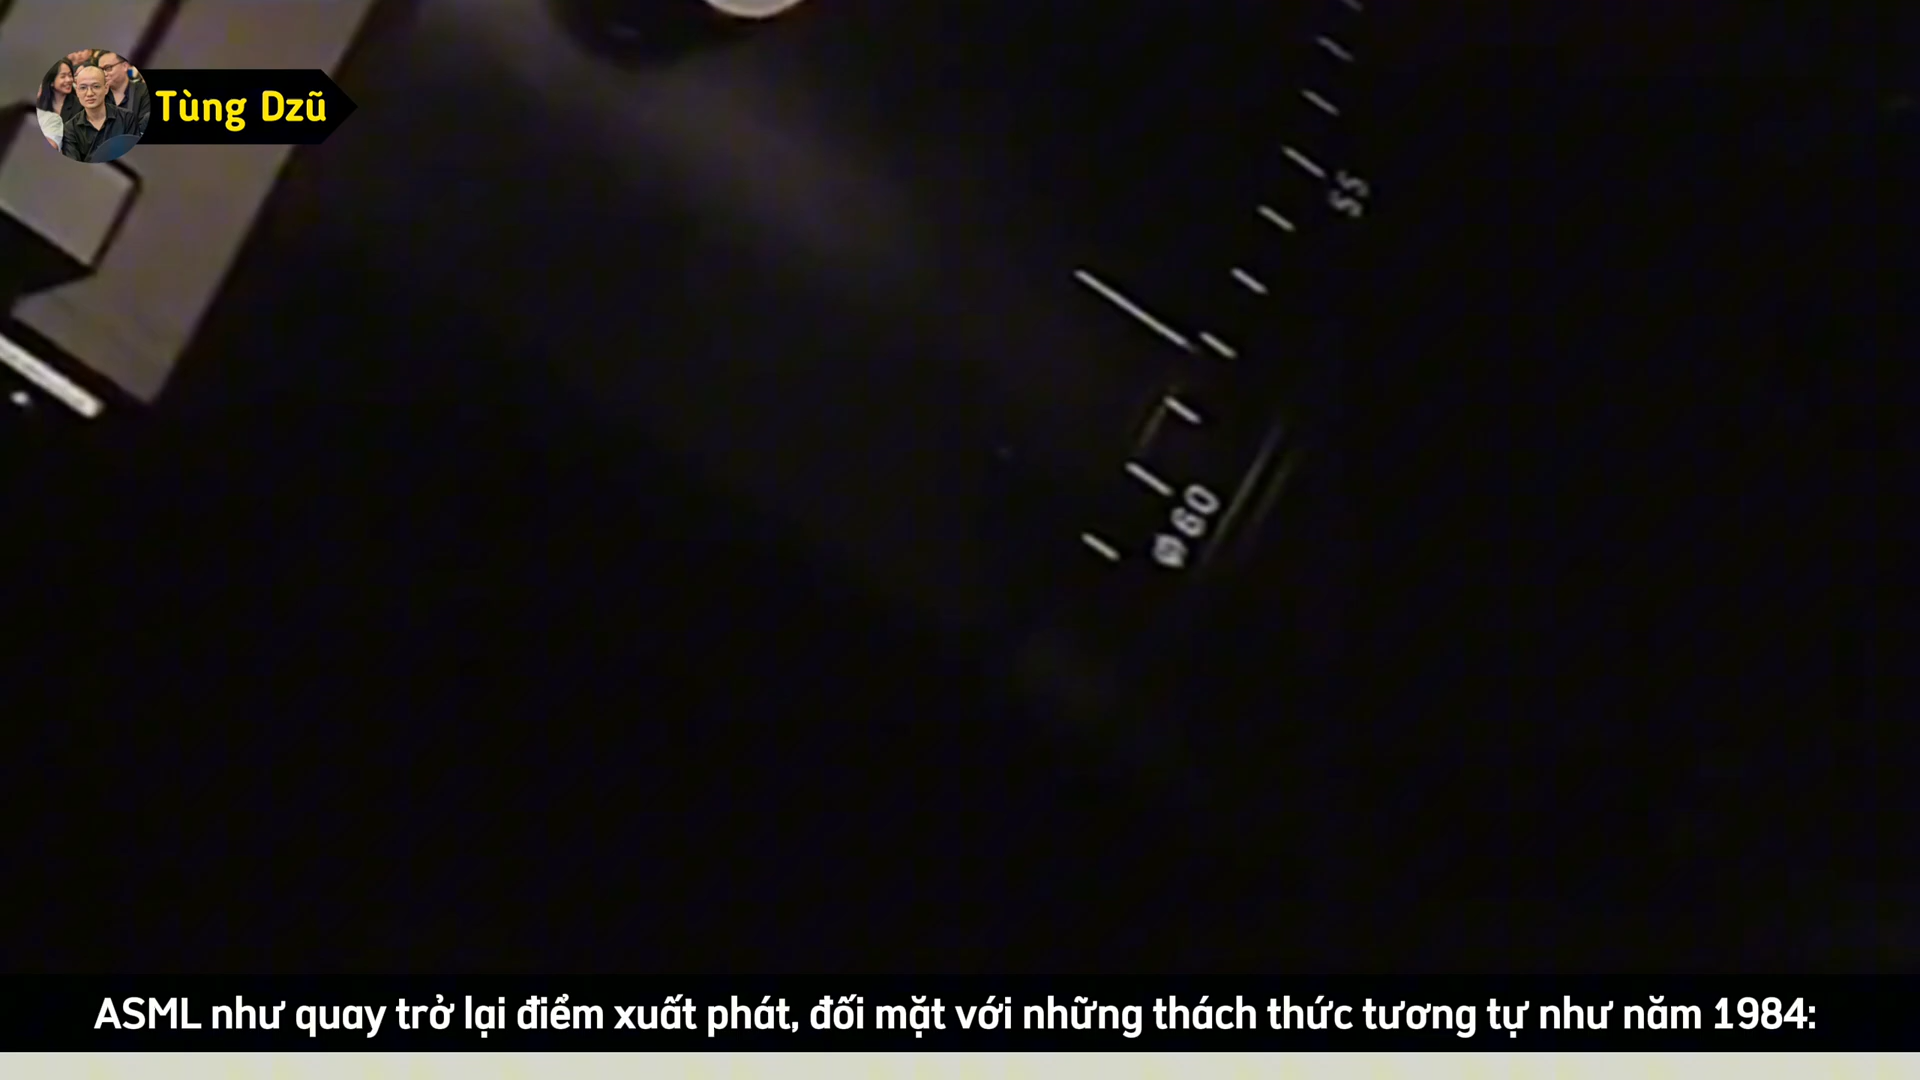 Tùng Dzũ
55
60
ASML như quay trở lại điểm xuất phát, đối mặt với những thách thức tương tự như năm 1984: